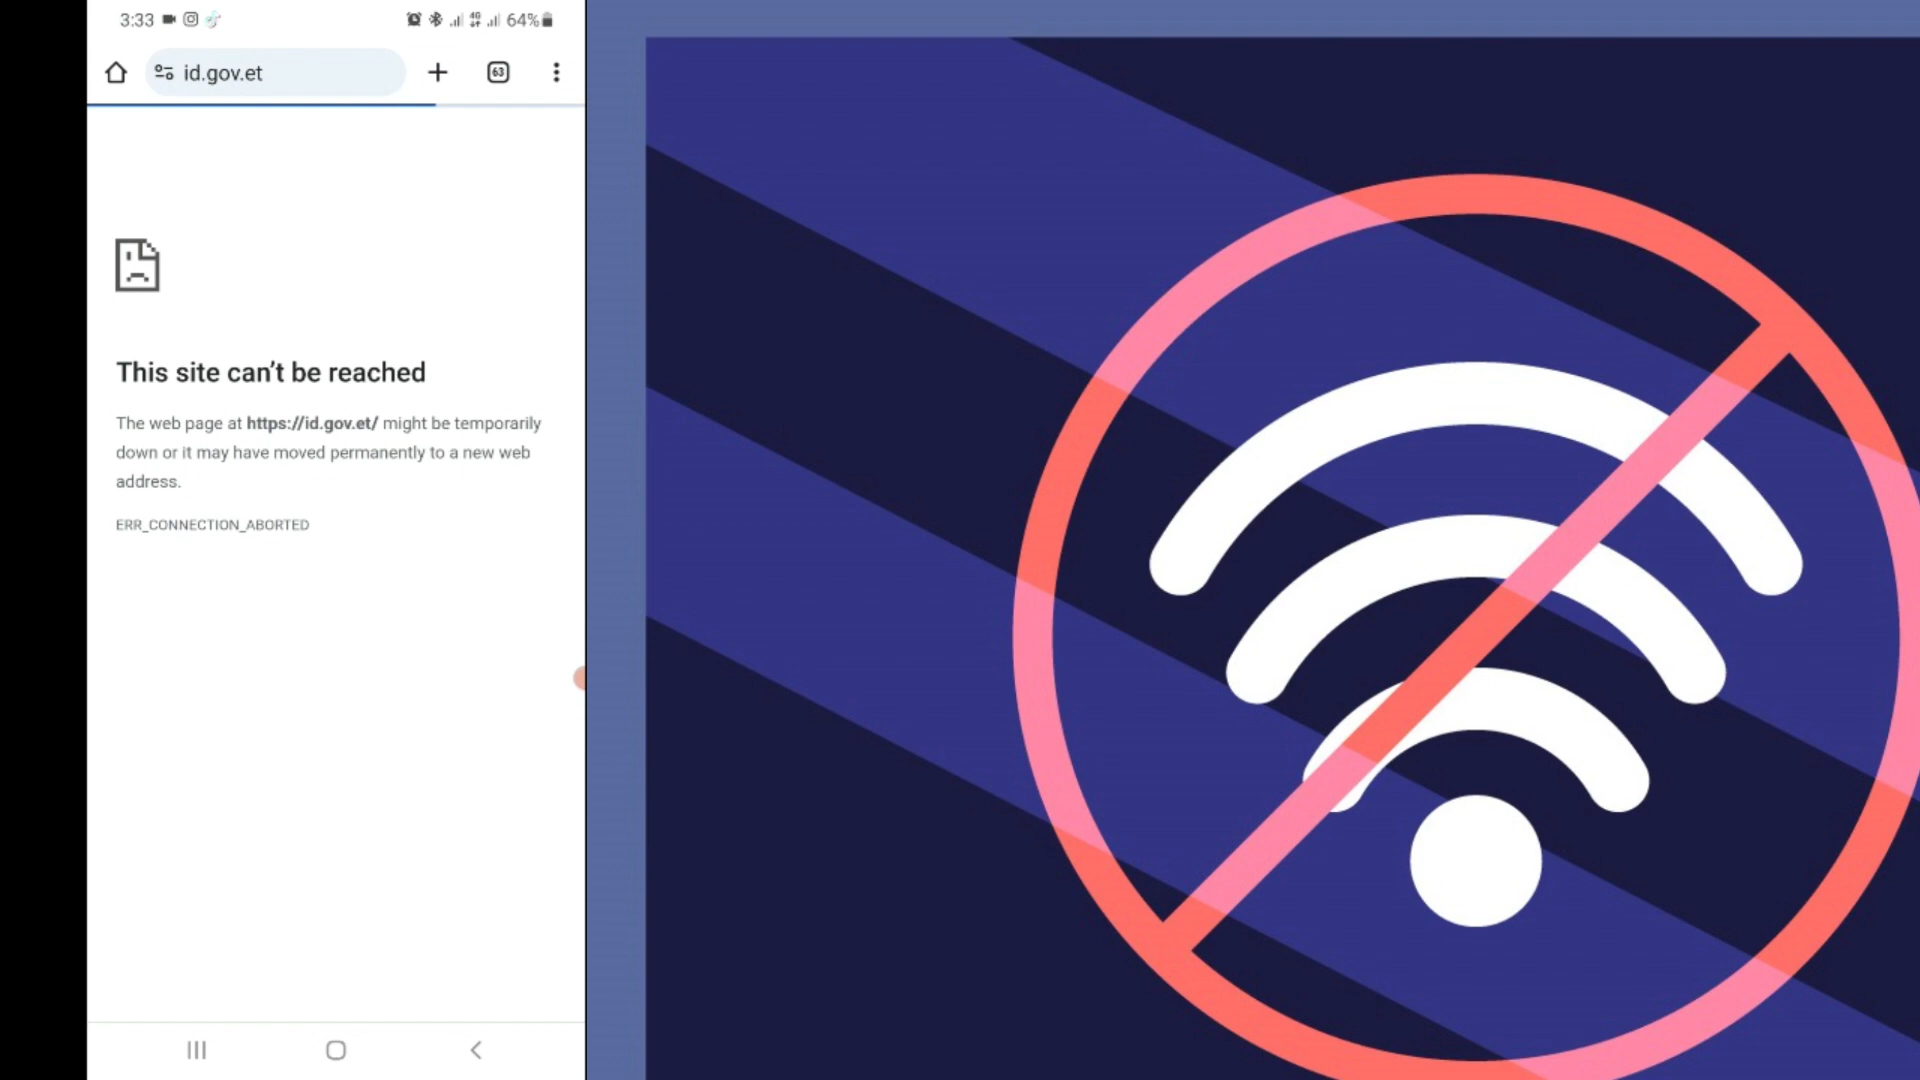 3:33
4G
64%
id.gov.et
63
This site can’t be reached
The web page at https://id.gov.et/ might be temporarily
down or it may have moved permanently to a new web
address.
ERR_CONNECTION_ABORTED